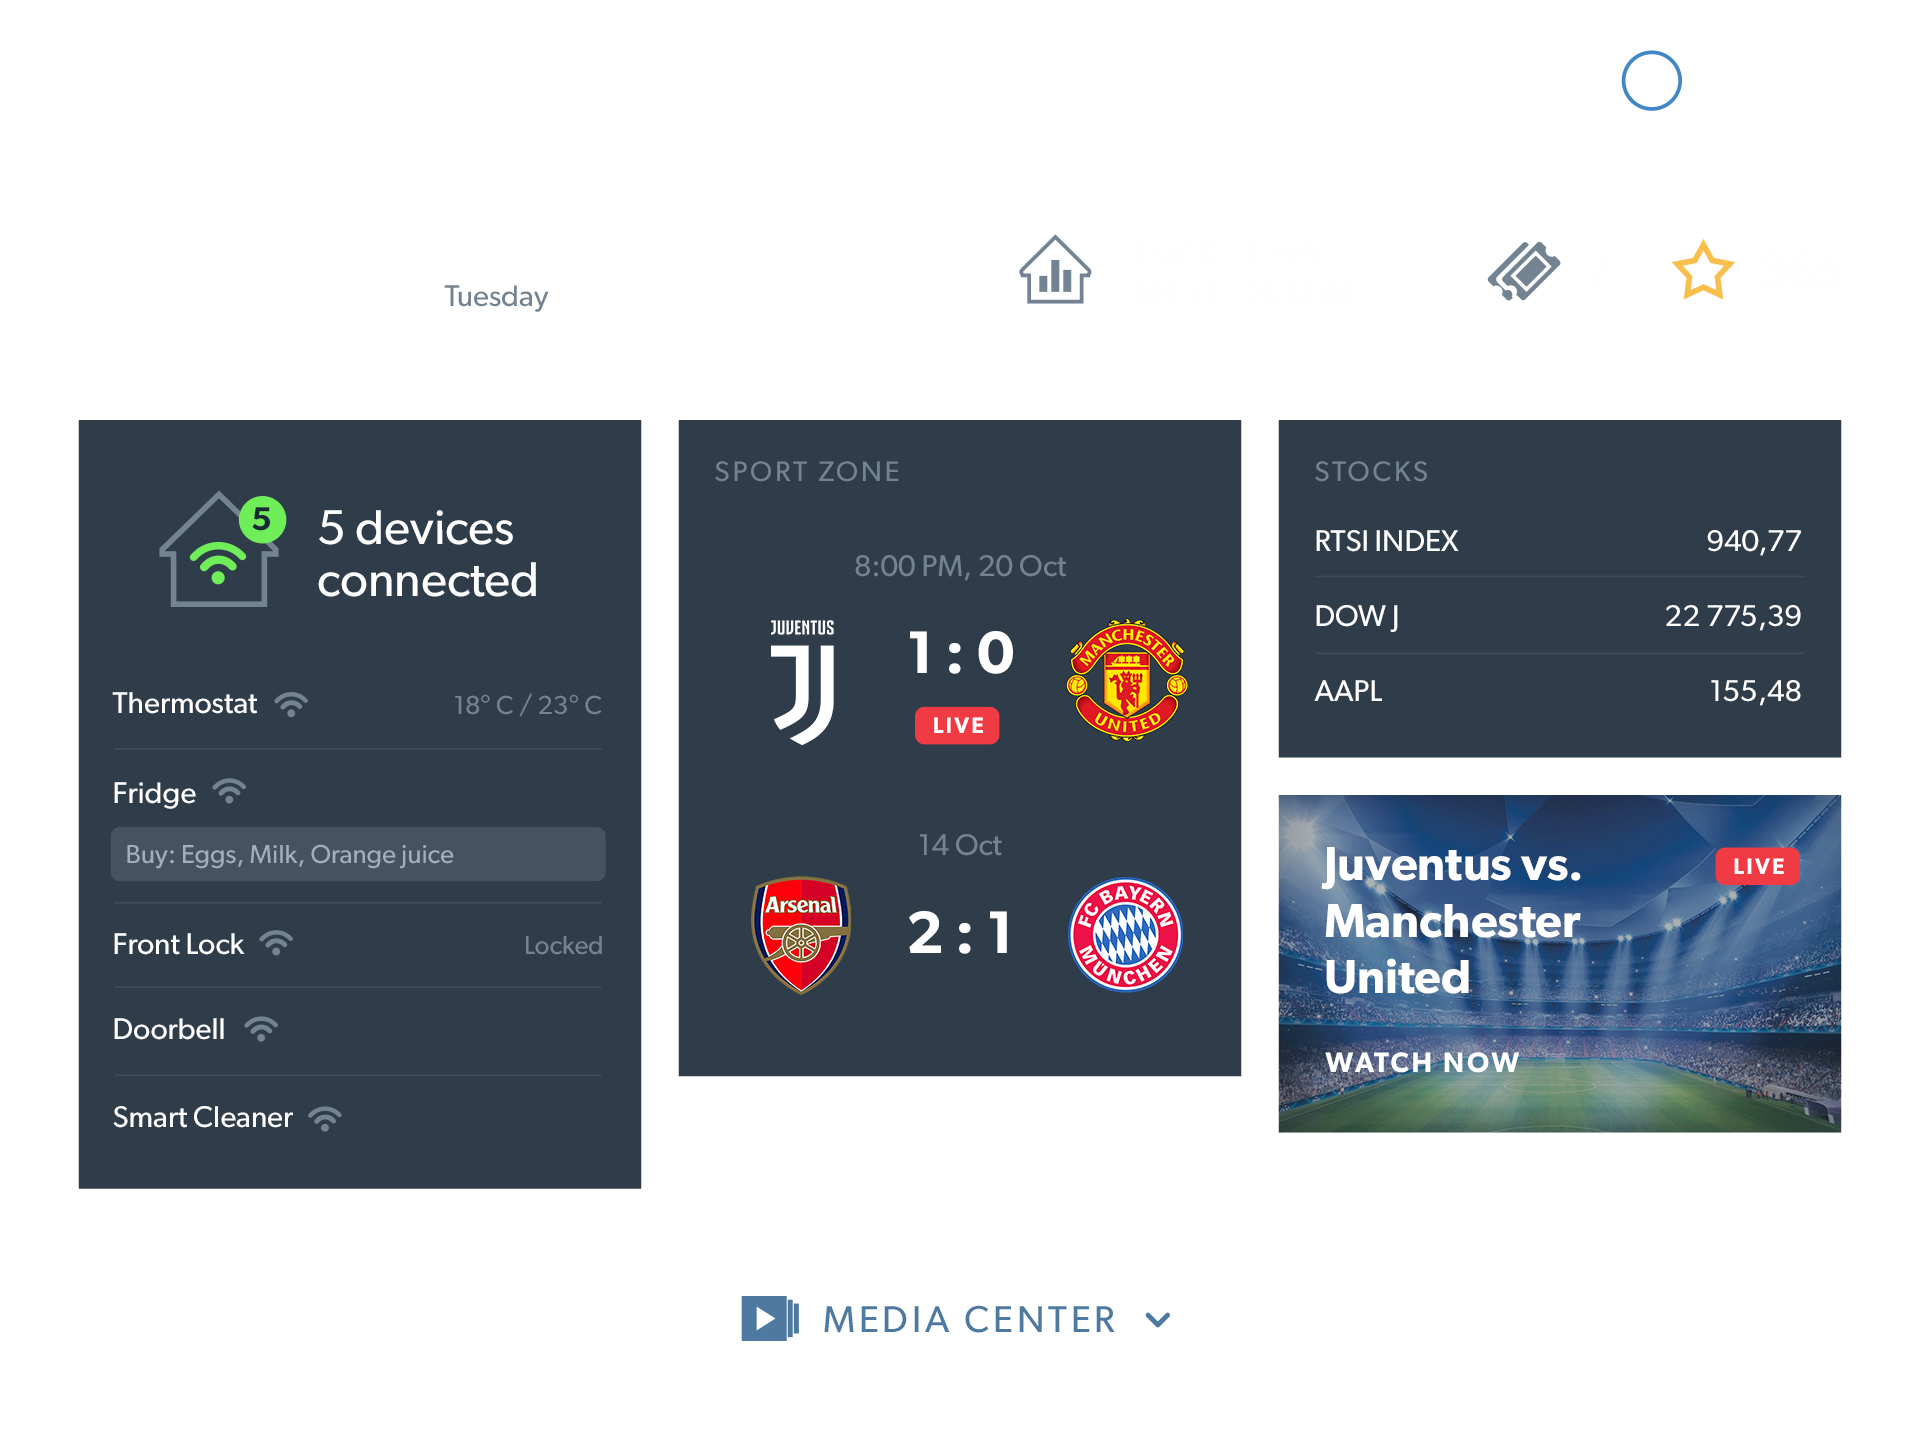 Tuesday
5
5 devices
connected
Thermostat
18° C / 23° C
Fridge
Buy: Eggs, Milk, Orange juice
Front Lock
Locked
Doorbell
Smart Cleaner
SPORT ZONE
8:00 PM, 20 Oct
JUVENTUS
1 : 0
LIVE
MANCHESTER
UNITED
14 Oct
Arsenal
2 : 1
FC BAYERN
MÜNCHEN
STOCKS
RTSI INDEX 940,77
DOW J 22 775,39
AAPL 155,48
Juventus vs.
Manchester
United
LIVE
WATCH NOW
MEDIA CENTER